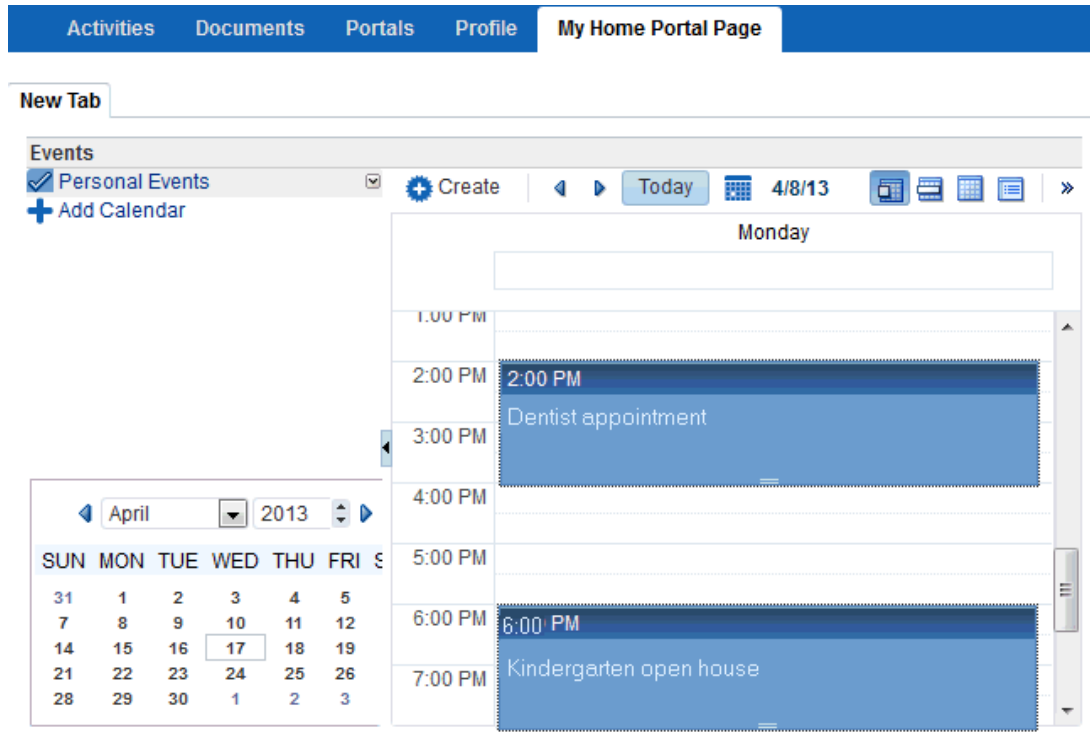 Activities Documents Portals Profile My Home Portal Page
New Tab
Events
Personal Events
Add Calendar
Create Today 4/8/13
Monday
1:00 PM
2:00 PM 2:00 PM
Dentist appointment
3:00 PM
4:00 PM
5:00 PM
6:00 PM 6:00 PM
Kindergarten open house
7:00 PM
April 2013
SUN MON TUE WED THU FRI S
31 1 2 3 4 5
7 8 9 10 11 12
14 15 16 17 18 19
21 22 23 24 25 26
28 29 30 1 2 3